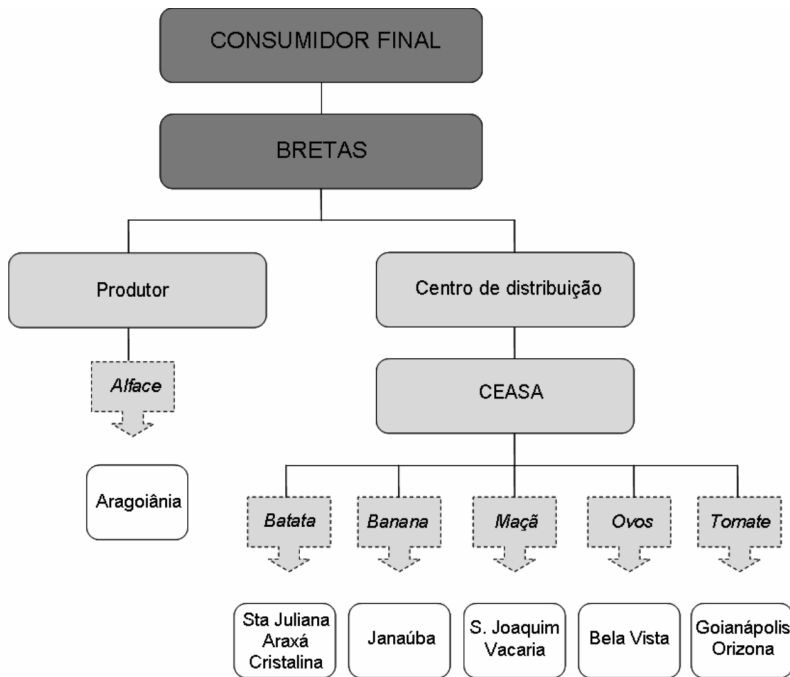 CONSUMIDOR FINAL
BRETAS
Produtor
Centro de distribuição
Alface
CEASA
Aragoiânia
Batata
Banana
Maçã
Ovos
Tomate
Sta Juliana
Araxá
Cristalina
Janaúba
S. Joaquim
Vacaria
Bela Vista
Goianápolis
Orizona